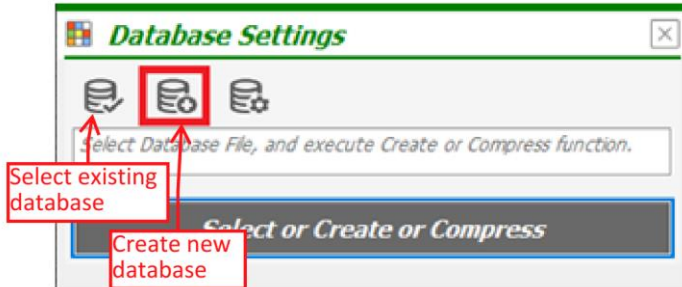 Database Settings
Select Database File, and execute Create or Compress function.
Select existing
database
Select or Create or Compress
Create new
database